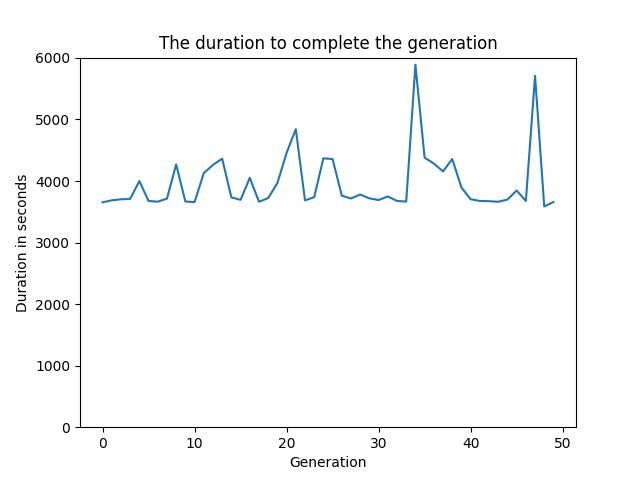 The duration to complete the generation
6000
5000
4000
3000
2000
1000
0
Duration in seconds
0 10 20 30 40 50
Generation